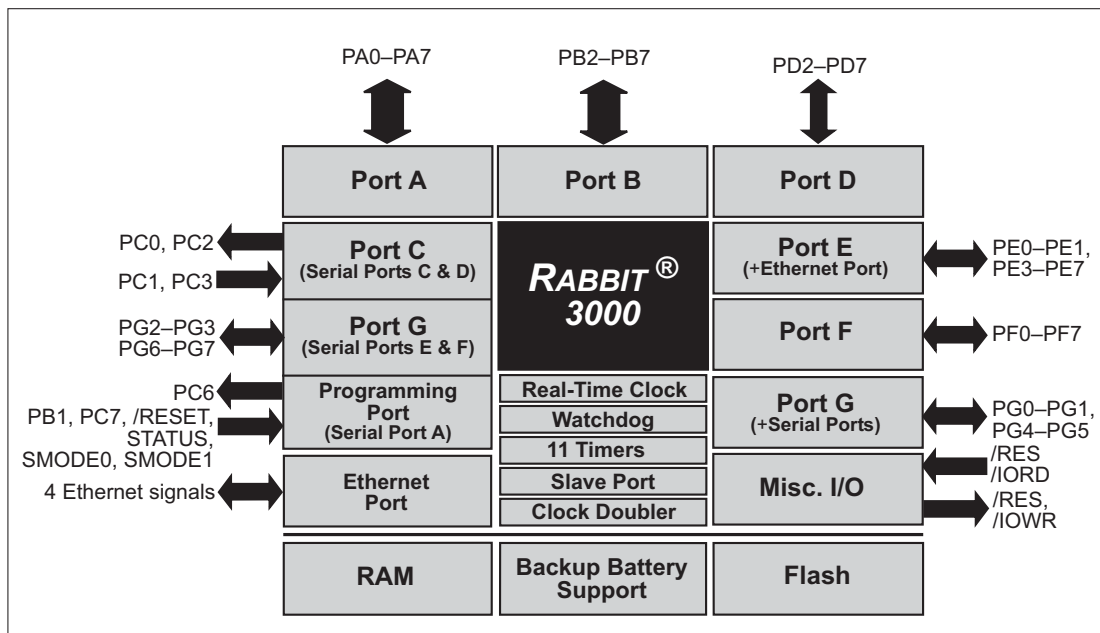 PA0–PA7
PB2–PB7
PD2–PD7
Port A
Port B
Port D
PC0, PC2
PC1, PC3
Port C
(Serial Ports C & D)
RABBIT ®
3000
Port E
(+Ethernet Port)
PE0–PE1,
PE3–PE7
PG2–PG3
PG6–PG7
Port G
(Serial Ports E & F)
Port F
PF0–PF7
PC6
PB1, PC7, /RESET,
STATUS,
SMODE0, SMODE1
Programming
Port
(Serial Port A)
Real-Time Clock
Watchdog
11 Timers
Slave Port
Clock Doubler
Port G
(+Serial Ports)
PG0–PG1,
PG4–PG5
4 Ethernet signals
Ethernet
Port
Misc. I/O
/RES
/IORD
/RES,
/IOWR
RAM
Backup Battery
Support
Flash